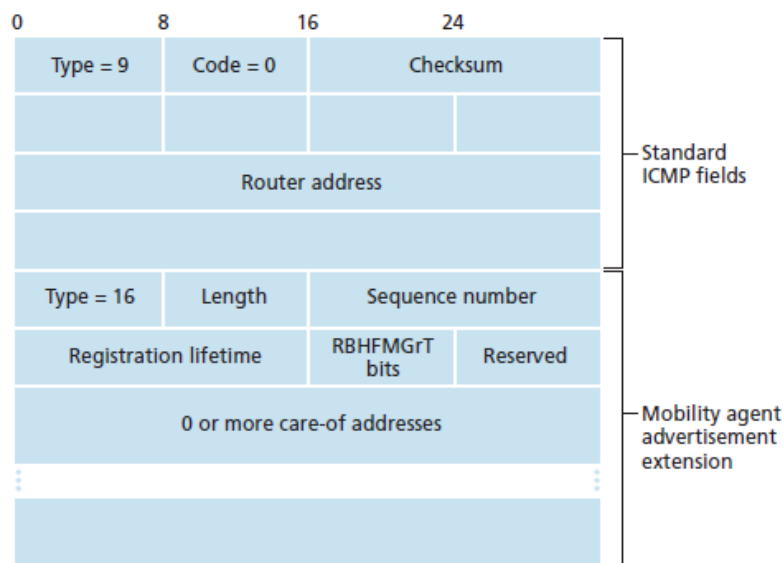 0 8 16 24
Type = 9 Code = 0 Checksum
Standard
ICMP fields
Router address
Type = 16 Length Sequence number
Registration lifetime RBHFMGrT
bits Reserved
0 or more care-of addresses
Mobility agent
advertisement
extension